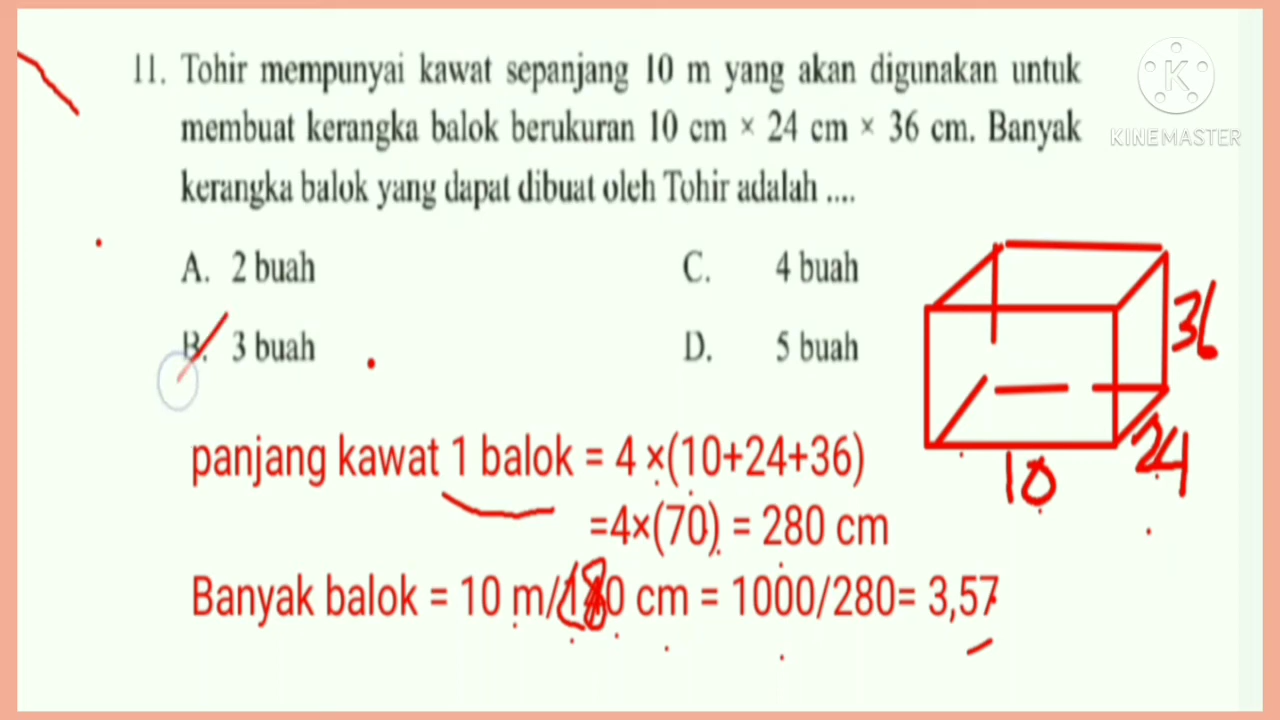 11. Tohir mempunyai kawat sepanjang 10 m yang akan digunakan untuk
membuat kerangka balok berukuran 10 cm × 24 cm × 36 cm. Banyak
kerangka balok yang dapat dibuat oleh Tohir adalah ....
A. 2 buah
C. 4 buah
B. 3 buah
D. 5 buah
K
KINEMASTER
36
24
10
panjang kawat 1 balok = 4 ×(10+24+36)
=4×(70) = 280 cm
Banyak balok = 10 m/280 cm = 1000/280= 3,57